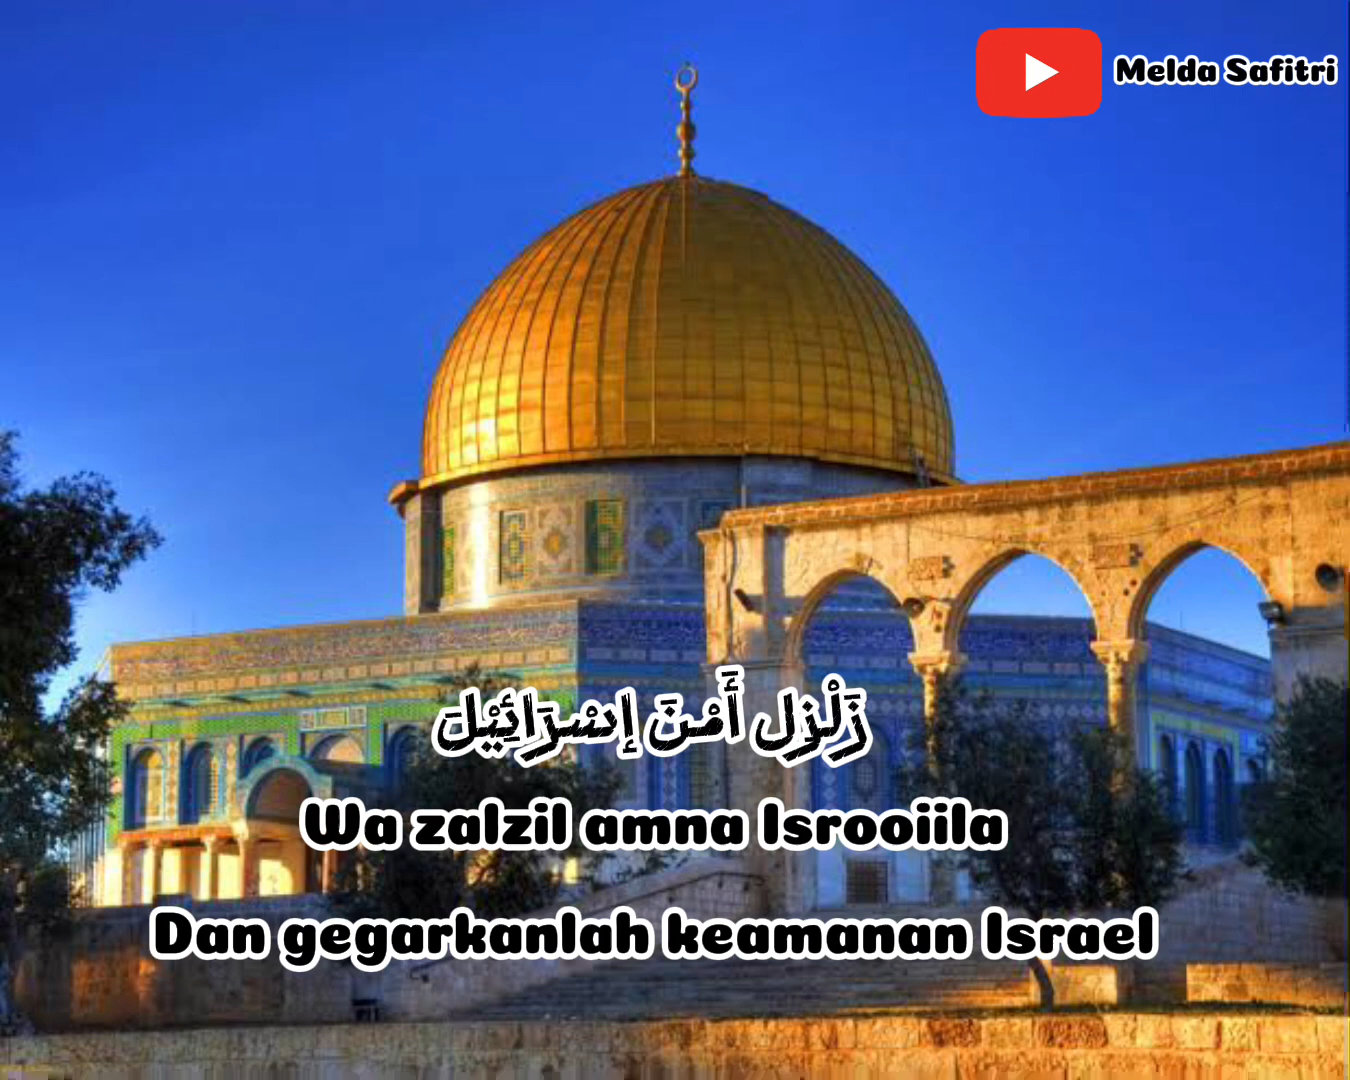 Melda Safitri
زَلْزِل أَمْنَ إِسْرَائِيْلَ
Wa zalzil amna Isrooiila
Dan gegarkanlah keamanan Israel